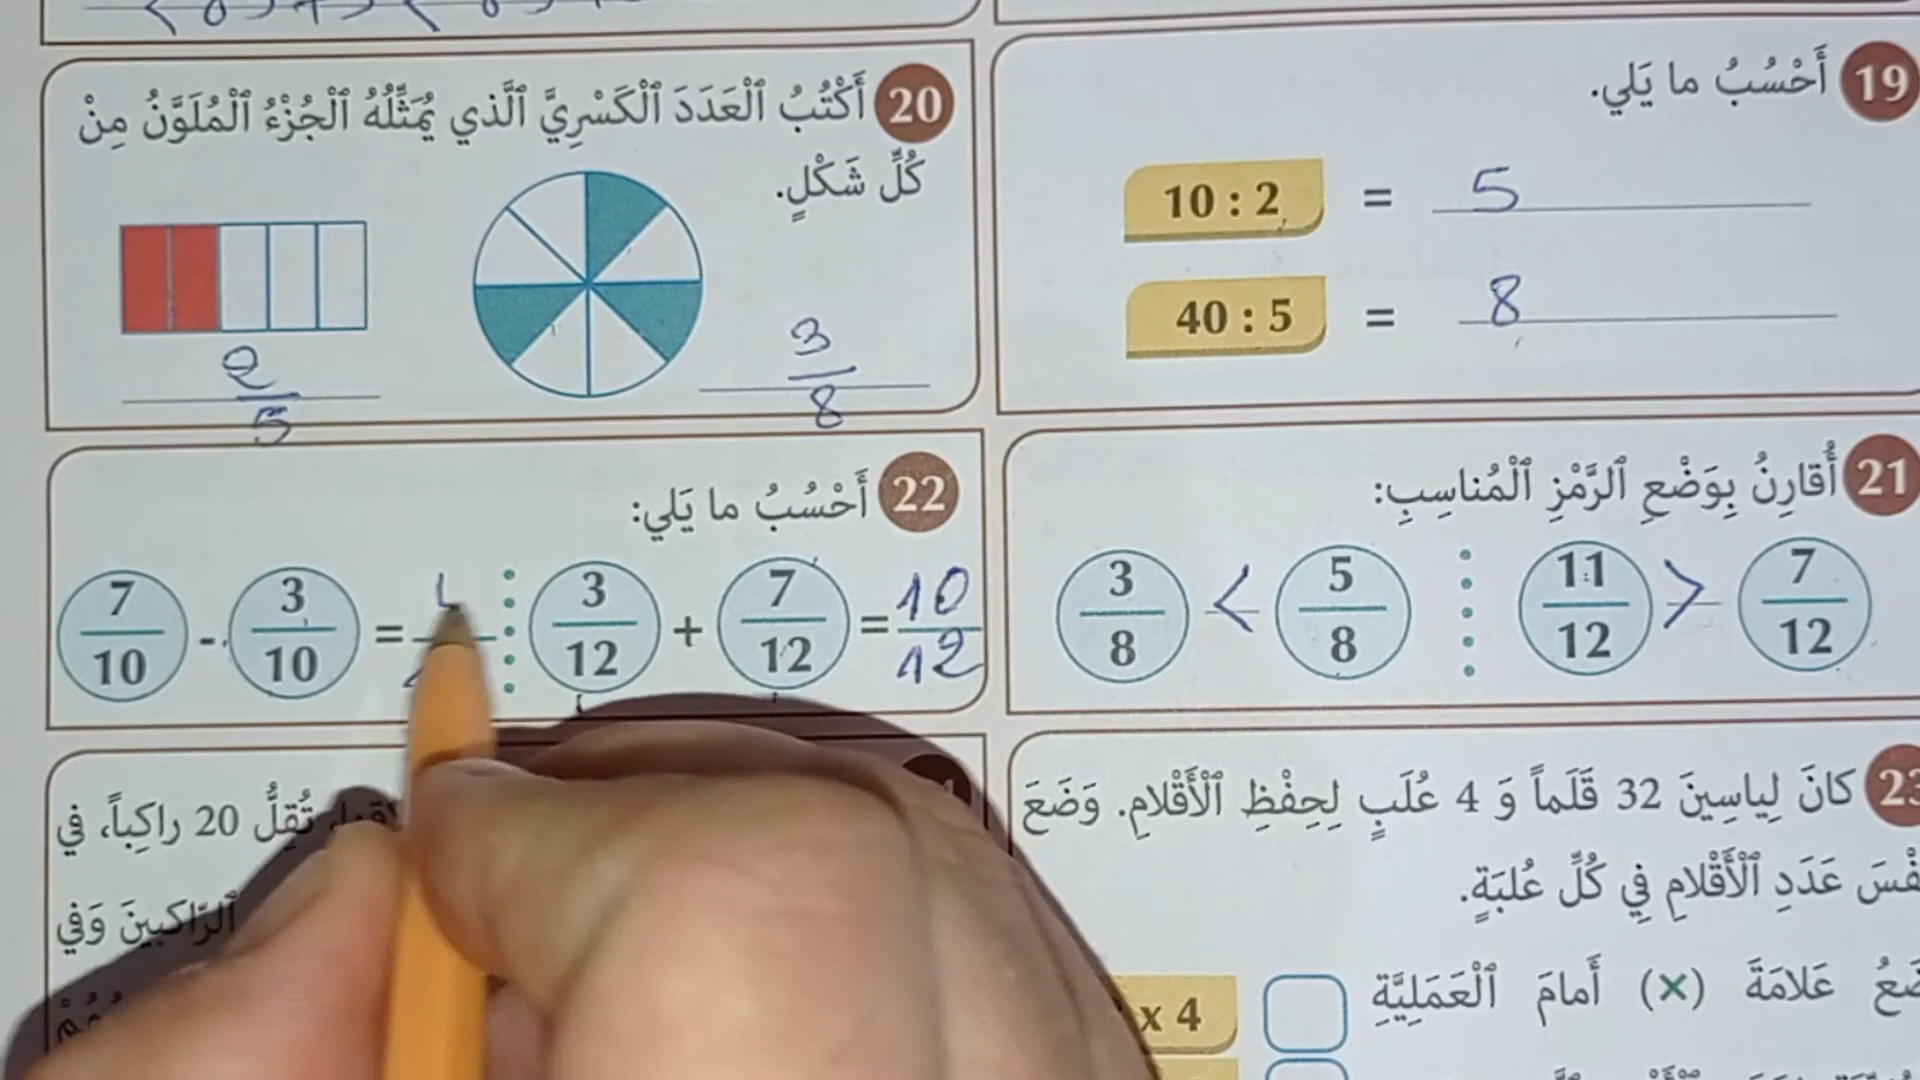 19 أَحْسُبُ ما يَلي.
10 : 2 = 5
40 : 5 = 8
20 أَكْتُبُ ٱلْعَدَدَ ٱلْكَسْرِيَّ ٱلَّذي يُمَثِّلُهُ ٱلْجُزْءُ ٱلْمُلَوَّنُ مِنْ
كُلِّ شَكْلٍ.
2/5
3/8
21 أُقارِنُ بِوَضْعِ ٱلرَّمْزِ ٱلْمُناسِبِ:
3/8 < 5/8
11/12 > 7/12
22 أَحْسُبُ ما يَلي:
7/10 - 3/10 =
3/12 + 7/12 = 10/12
23 كانَ لِياسِينَ 32 قَلَماً وَ 4 عُلَبٍ لِحِفْظِ ٱلْأَقْلامِ. وَضَعَ
عَدَدِ ٱلْأَقْلامِ فِي كُلِّ عُلبَةٍ.
عَلامَةَ (×) أَمامَ ٱلْعَمَلِيَّةِ
x 4
تُقِلُّ 20 راكِباً، في
ٱلرّاكبينَ وَفي